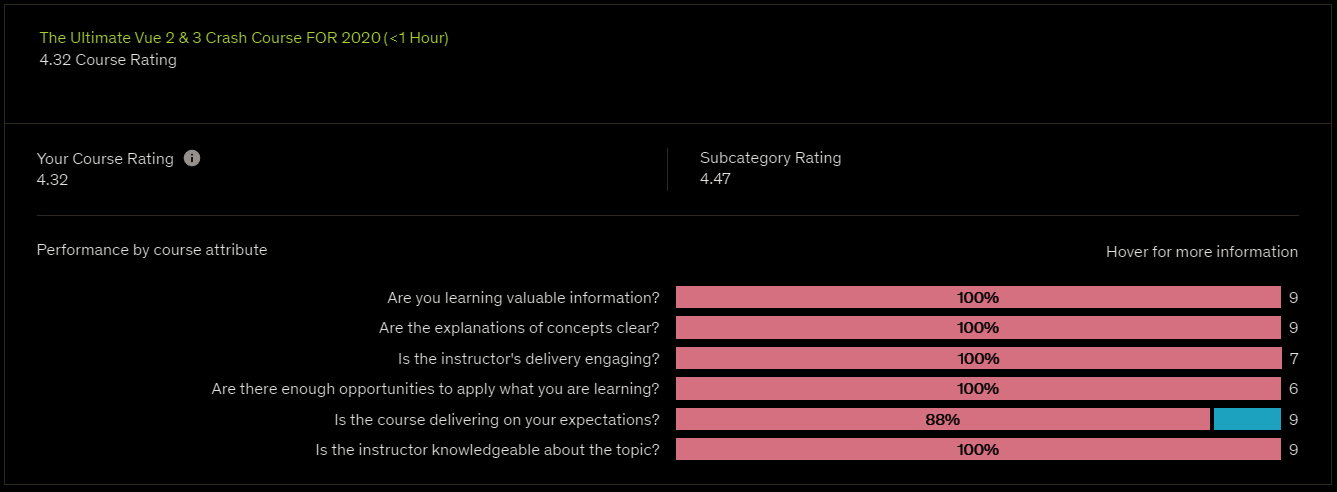 The Ultimate Vue 2 & 3 Crash Course FOR 2020 (<1 Hour)
4.32 Course Rating
Your Course Rating
4.32
Subcategory Rating
4.47
Performance by course attribute
Hover for more information
Are you learning valuable information? 100% 9
Are the explanations of concepts clear? 100% 9
Is the instructor's delivery engaging? 100% 7
Are there enough opportunities to apply what you are learning? 100% 6
Is the course delivering on your expectations? 88% 9
Is the instructor knowledgeable about the topic? 100% 9